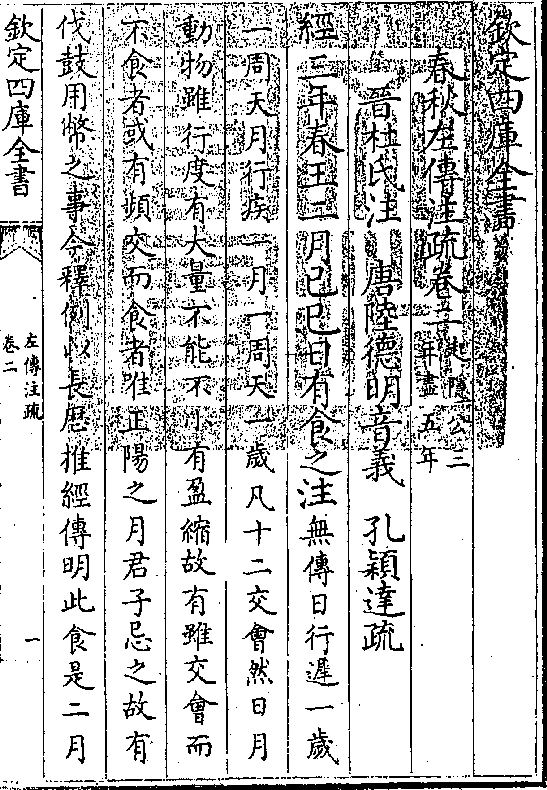 欽定四庫全書
春秋左傳注疏卷二起隱公三年盡五年
晉杜氏注 唐陸德明音義 孔穎達疏
經三年春王二月己巳日有食之注無傳日行遲一歲
一周天月行疾一月一周天一歲凡十二交會然日月
動物雖行度有大量不能不小有盈縮故有雖交會而
不食者或有頻交而食者唯正陽之月君子忌之故有
伐鼓用幣之事今釋例以長厯推經傳明此食是二月
欽定四庫全書
左傳注疏
卷二
一